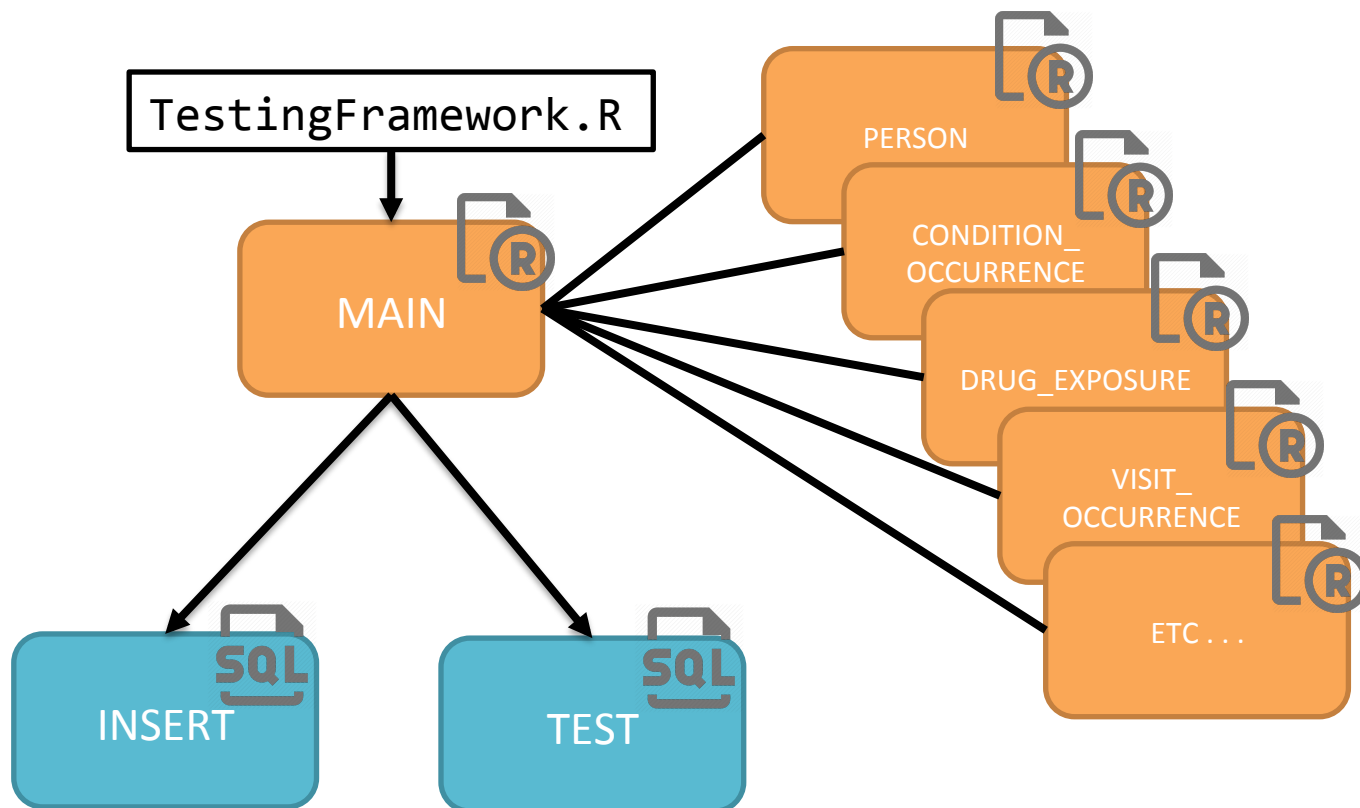 TestingFramework.R
MAIN
R
PERSON
R
CONDITION_
OCCURRENCE
R
DRUG_EXPOSURE
R
VISIT_
OCCURRENCE
R
ETC . . .
R
INSERT
SQL
TEST
SQL